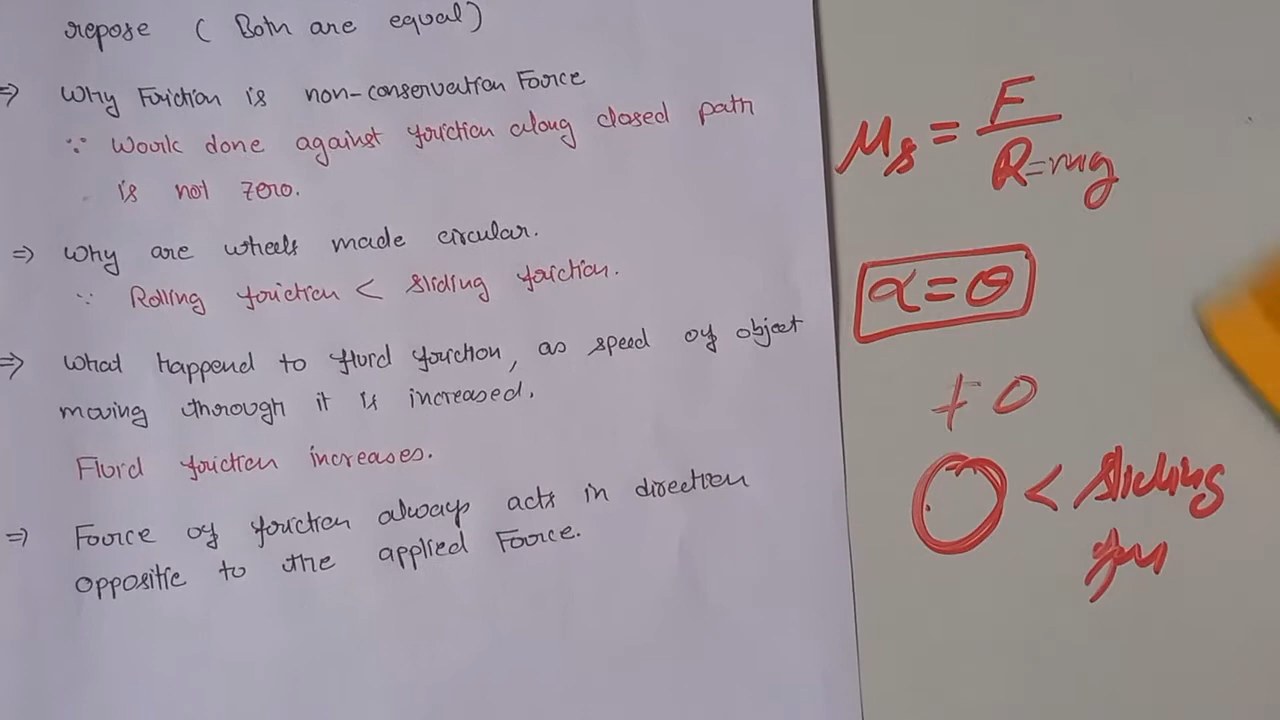 repose ( Both are equal)
⇒ Why Friction is non-conservation Force
∵ Work done against friction along closed path
is not zero.
⇒ Why are wheels made circular.
∵ Rolling friction < sliding friction.
⇒ What happend to fluid friction, as speed of object
moving through it is increased.
Fluid friction increases.
⇒ Force of friction always acts in direction
opposite to the applied Force.
μs = F / R=mg
α = θ
≠ 0
< sliding